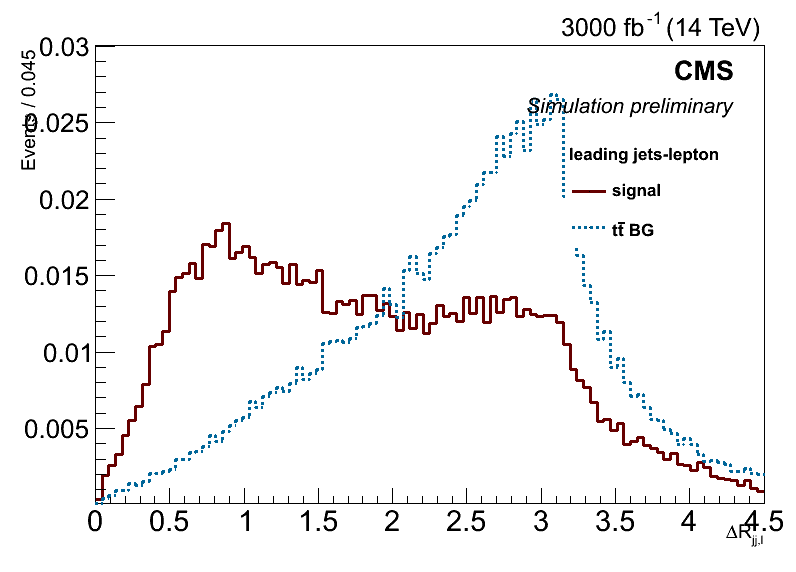 3000 fb⁻¹ (14 TeV)
CMS
Simulation preliminary
leading jets-lepton
signal
tt̄ BG
Events / 0.045
0.03
0.025
0.02
0.015
0.01
0.005
0 0.5 1 1.5 2 2.5 3 3.5 4 4.5
ΔR jj,l